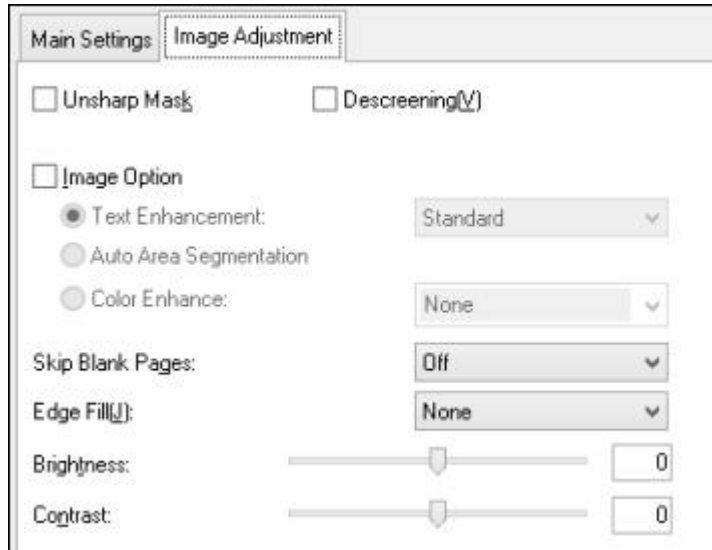 Main Settings Image Adjustment
Unsharp Mask Descreening(V)
Image Option
Text Enhancement: Standard
Auto Area Segmentation
Color Enhance: None
Skip Blank Pages: Off
Edge Fill(J): None
Brightness: 0
Contrast: 0